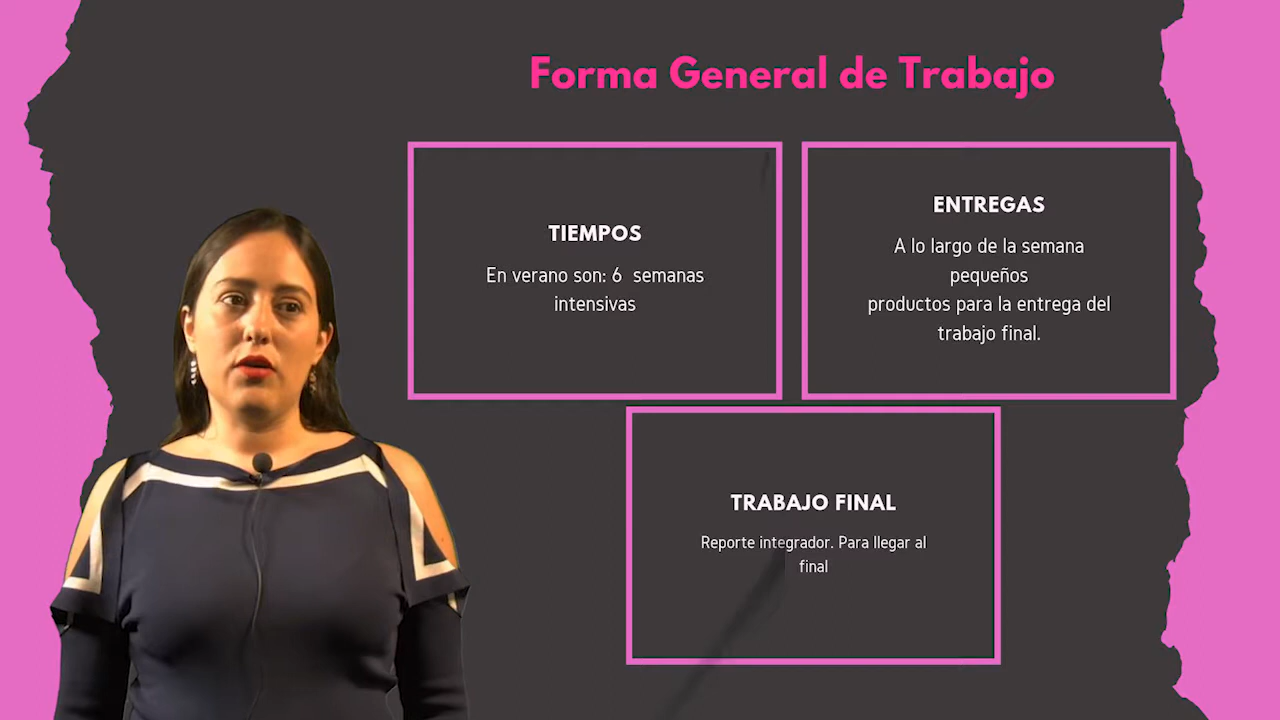 Forma General de Trabajo
TIEMPOS
En verano son: 6 semanas
intensivas
ENTREGAS
A lo largo de la semana
pequeños
productos para la entrega del
trabajo final.
TRABAJO FINAL
Reporte integrador. Para llegar al
final